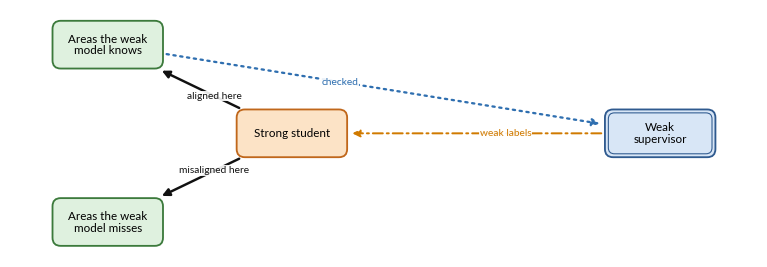 Areas the weak
model knows
checked
aligned here
Strong student
weak labels
Weak
supervisor
misaligned here
Areas the weak
model misses